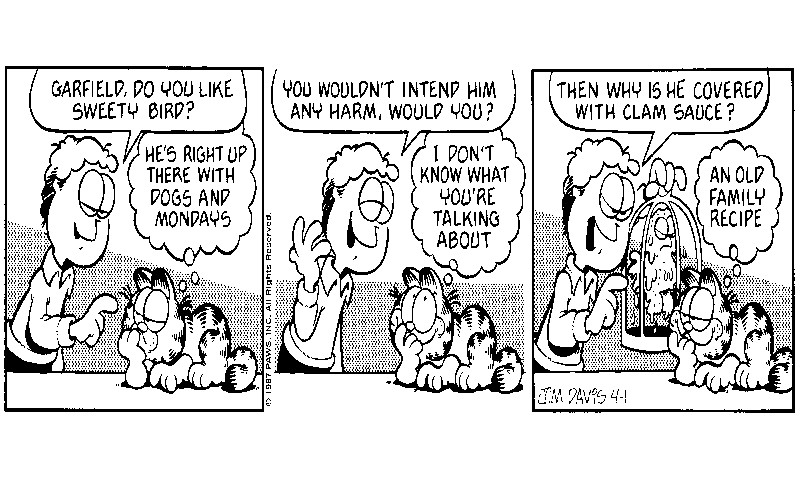 GARFIELD, DO YOU LIKE
SWEETY BIRD?
HE'S RIGHT UP
THERE WITH
DOGS AND
MONDAYS
© 1987 PAWS, INC. All Rights Reserved.
YOU WOULDN'T INTEND HIM
ANY HARM, WOULD YOU?
I DON'T
KNOW WHAT
YOU'RE
TALKING
ABOUT
THEN WHY IS HE COVERED
WITH CLAM SAUCE?
AN OLD
FAMILY
RECIPE
JIM DAVIS 4-1